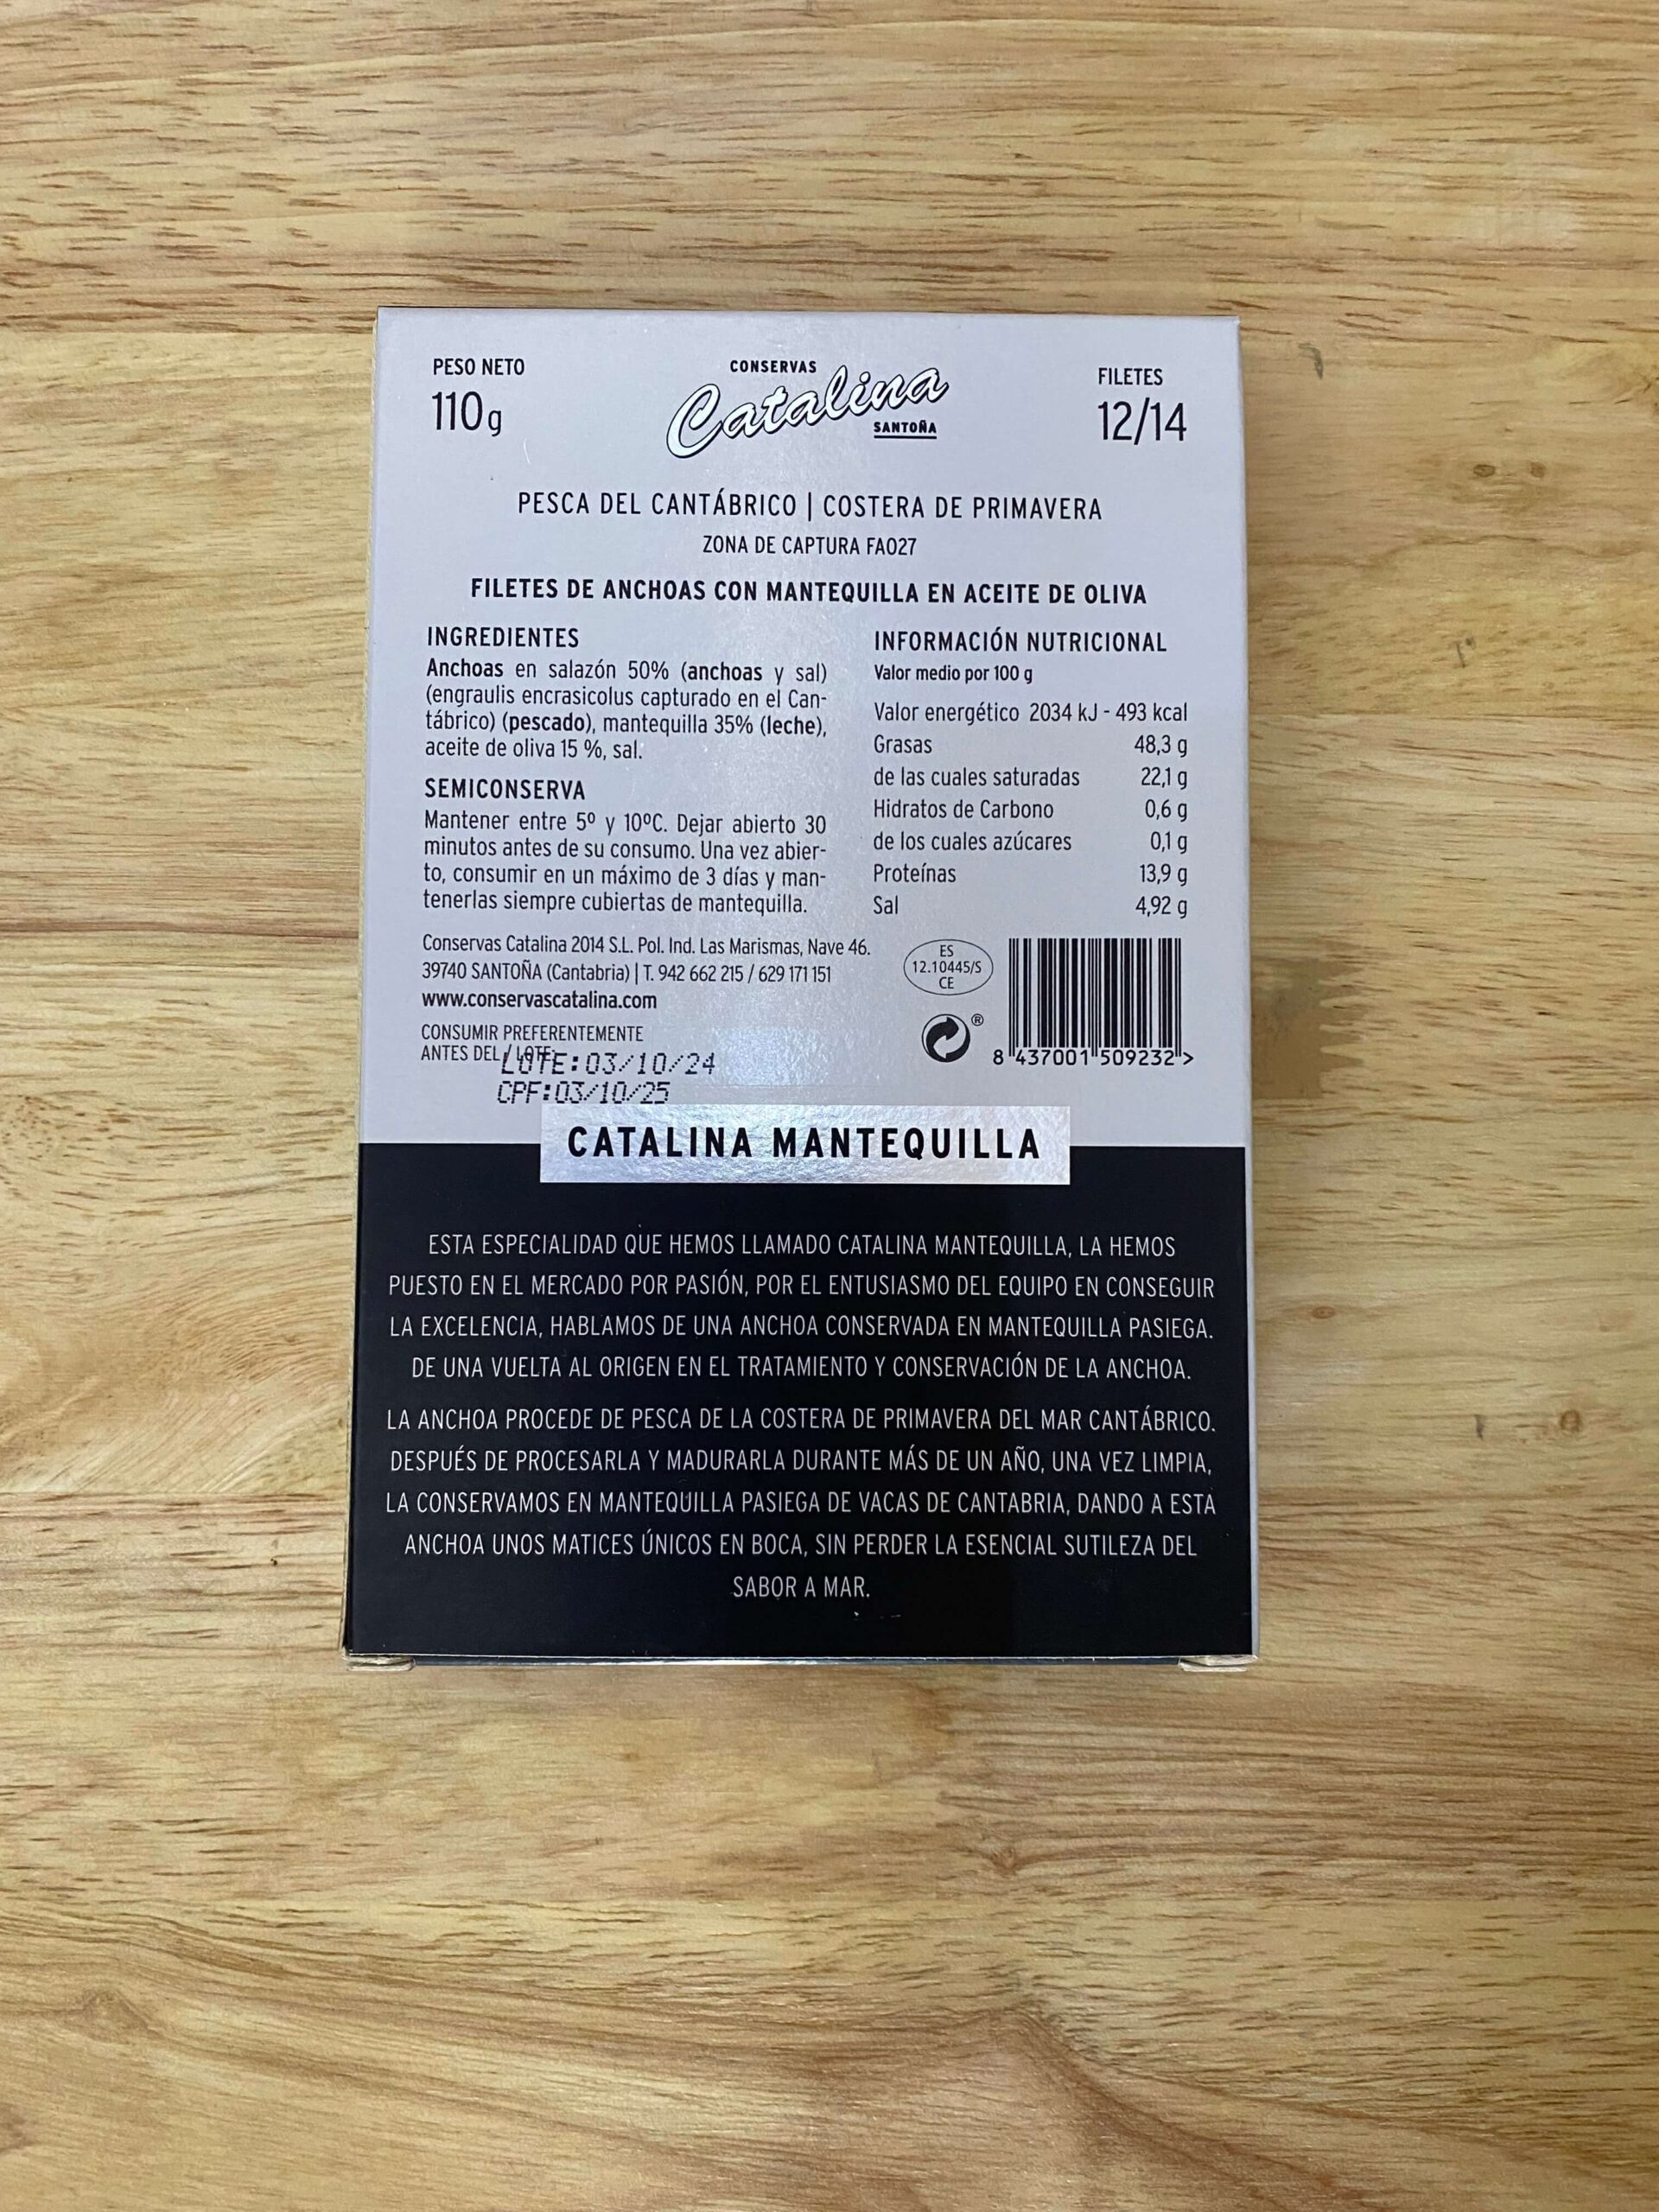 PESO NETO
110g
CONSERVAS
Catalina
SANTOÑA
FILETES
12/14
PESCA DEL CANTÁBRICO | COSTERA DE PRIMAVERA
ZONA DE CAPTURA FAO27
FILETES DE ANCHOAS CON MANTEQUILLA EN ACEITE DE OLIVA
INGREDIENTES
Anchoas en salazón 50% (anchoas y sal)
(engraulis encrasicolus capturado en el Can-
tábrico) (pescado), mantequilla 35% (leche),
aceite de oliva 15 %, sal.
SEMICONSERVA
Mantener entre 5º y 10ºC. Dejar abierto 30
minutos antes de su consumo. Una vez abier-
to, consumir en un máximo de 3 días y man-
tenerlas siempre cubiertas de mantequilla.
INFORMACIÓN NUTRICIONAL
Valor medio por 100 g
Valor energético 2034 kJ - 493 kcal
Grasas 48,3 g
de las cuales saturadas 22,1 g
Hidratos de Carbono 0,6 g
de los cuales azúcares 0,1 g
Proteínas 13,9 g
Sal 4,92 g
Conservas Catalina 2014 S.L. Pol. Ind. Las Marismas, Nave 46.
39740 SANTOÑA (Cantabria) | T. 942 662 215 / 629 171 151
www.conservascatalina.com
CONSUMIR PREFERENTEMENTE
ANTES DEL / LOTE:
LOTE:03/10/24
CPF:03/10/25
ES
12.10445/S
CE
®
8 437001 509232 >
CATALINA MANTEQUILLA
ESTA ESPECIALIDAD QUE HEMOS LLAMADO CATALINA MANTEQUILLA, LA HEMOS
PUESTO EN EL MERCADO POR PASIÓN, POR EL ENTUSIASMO DEL EQUIPO EN CONSEGUIR
LA EXCELENCIA, HABLAMOS DE UNA ANCHOA CONSERVADA EN MANTEQUILLA PASIEGA.
DE UNA VUELTA AL ORIGEN EN EL TRATAMIENTO Y CONSERVACIÓN DE LA ANCHOA.
LA ANCHOA PROCEDE DE PESCA DE LA COSTERA DE PRIMAVERA DEL MAR CANTÁBRICO.
DESPUÉS DE PROCESARLA Y MADURARLA DURANTE MÁS DE UN AÑO, UNA VEZ LIMPIA,
LA CONSERVAMOS EN MANTEQUILLA PASIEGA DE VACAS DE CANTABRIA, DANDO A ESTA
ANCHOA UNOS MATICES ÚNICOS EN BOCA, SIN PERDER LA ESENCIAL SUTILEZA DEL
SABOR A MAR.